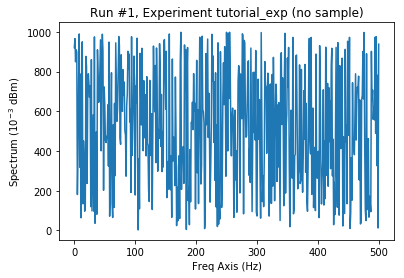 Run #1, Experiment tutorial_exp (no sample)
1000
800
600
400
200
0
Spectrum (10⁻³ dBm)
0 100 200 300 400 500
Freq Axis (Hz)